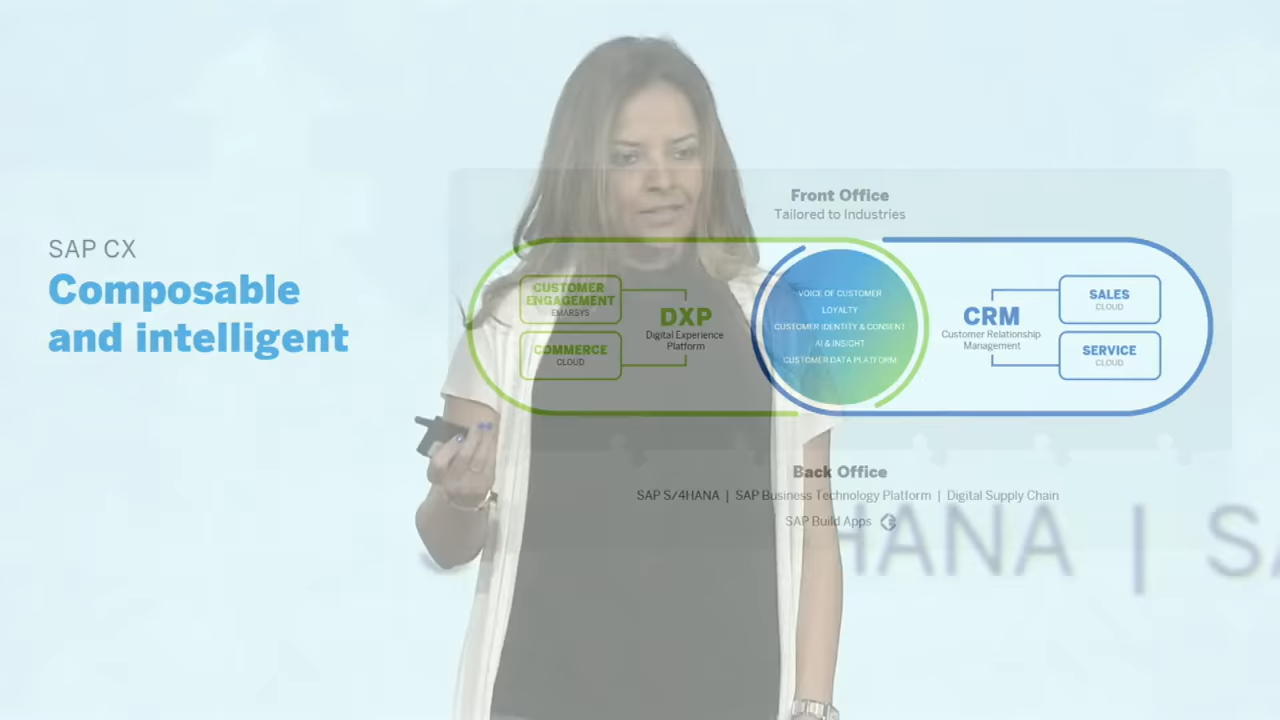 SAP CX
Composable
and intelligent
Front Office
Tailored to Industries
CUSTOMER
ENGAGEMENT
EMARSYS
COMMERCE
CLOUD
DXP
Digital Experience
Platform
VOICE OF CUSTOMER
LOYALTY
CUSTOMER IDENTITY & CONSENT
AI & INSIGHT
CUSTOMER DATA PLATFORM
CRM
Customer Relationship
Management
SALES
CLOUD
SERVICE
CLOUD
Back Office
SAP S/4HANA | SAP Business Technology Platform | Digital Supply Chain
SAP Build Apps
HANA |